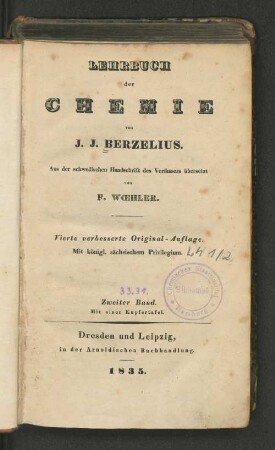 LEHRBUCH
der
CHEMIE
von
J. J. BERZELIUS.
Aus der schwedischen Handschrift des Verfassers übersetzt
von
F. WŒHLER.
Vierte verbesserte Original-Auflage.
Mit königl. sächsischem Privilegium.
Zweiter Band.
Mit einer Kupfertafel.
Dresden und Leipzig,
in der Arnoldischen Buchhandlung.
1835.